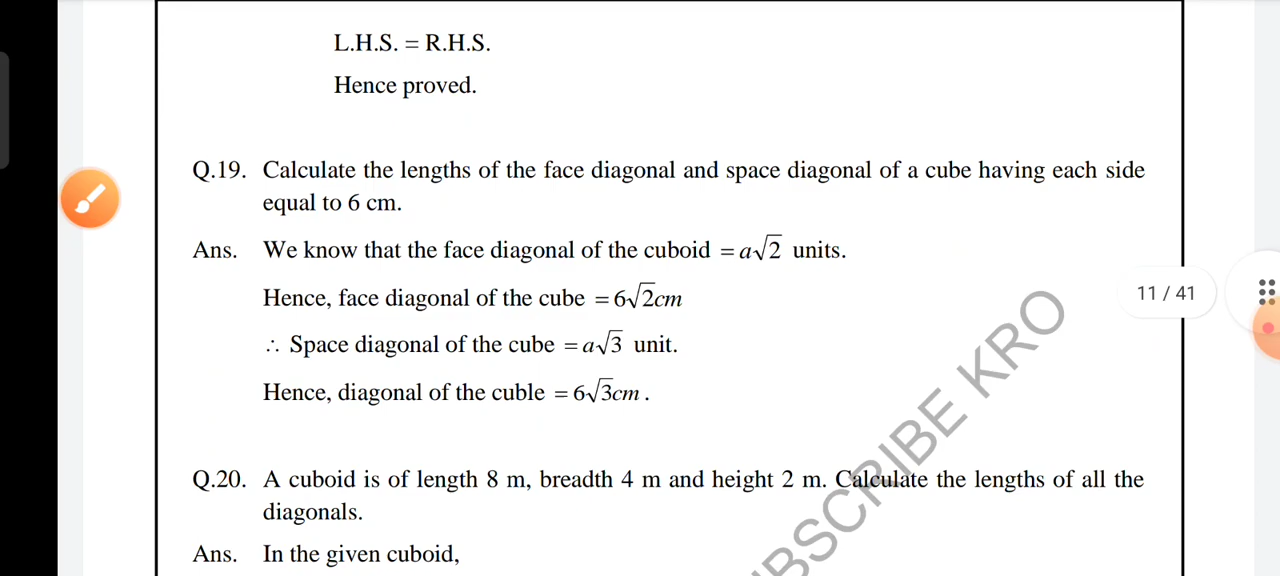 L.H.S. = R.H.S.
Hence proved.
Q.19. Calculate the lengths of the face diagonal and space diagonal of a cube having each side
equal to 6 cm.
Ans. We know that the face diagonal of the cuboid = a√2 units.
Hence, face diagonal of the cube = 6√2cm
∴ Space diagonal of the cube = a√3 unit.
Hence, diagonal of the cuble = 6√3cm.
Q.20. A cuboid is of length 8 m, breadth 4 m and height 2 m. Calculate the lengths of all the
diagonals.
Ans. In the given cuboid,
11 / 41
BSCRIBE KRO